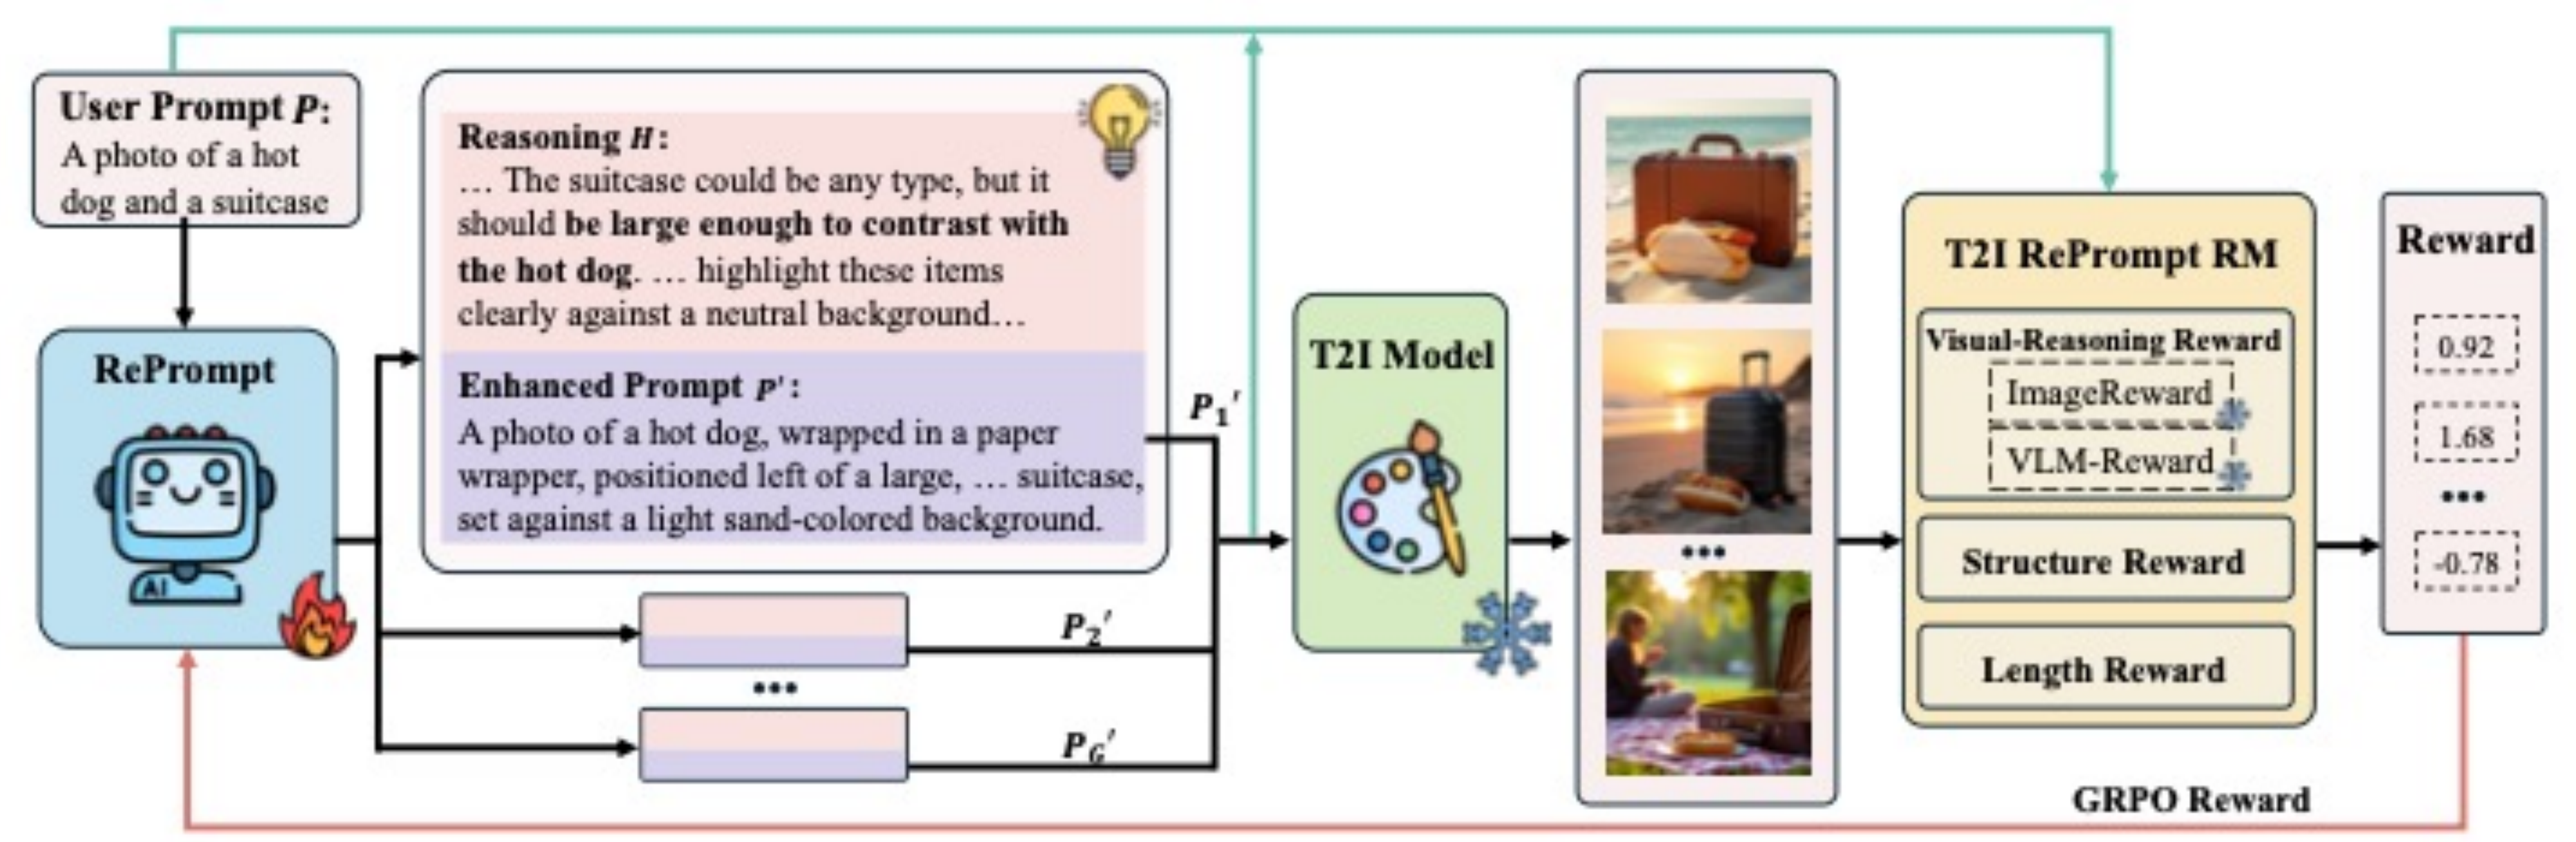 User Prompt P:
A photo of a hot
dog and a suitcase
RePrompt
AI
Reasoning H:
… The suitcase could be any type, but it
should be large enough to contrast with
the hot dog. … highlight these items
clearly against a neutral background…
Enhanced Prompt P':
A photo of a hot dog, wrapped in a paper
wrapper, positioned left of a large, … suitcase,
set against a light sand-colored background.
P₁'
P₂'
•••
P_G'
T2I Model
•••
T2I RePrompt RM
Visual-Reasoning Reward
ImageReward
VLM-Reward
Structure Reward
Length Reward
Reward
0.92
1.68
•••
-0.78
GRPO Reward